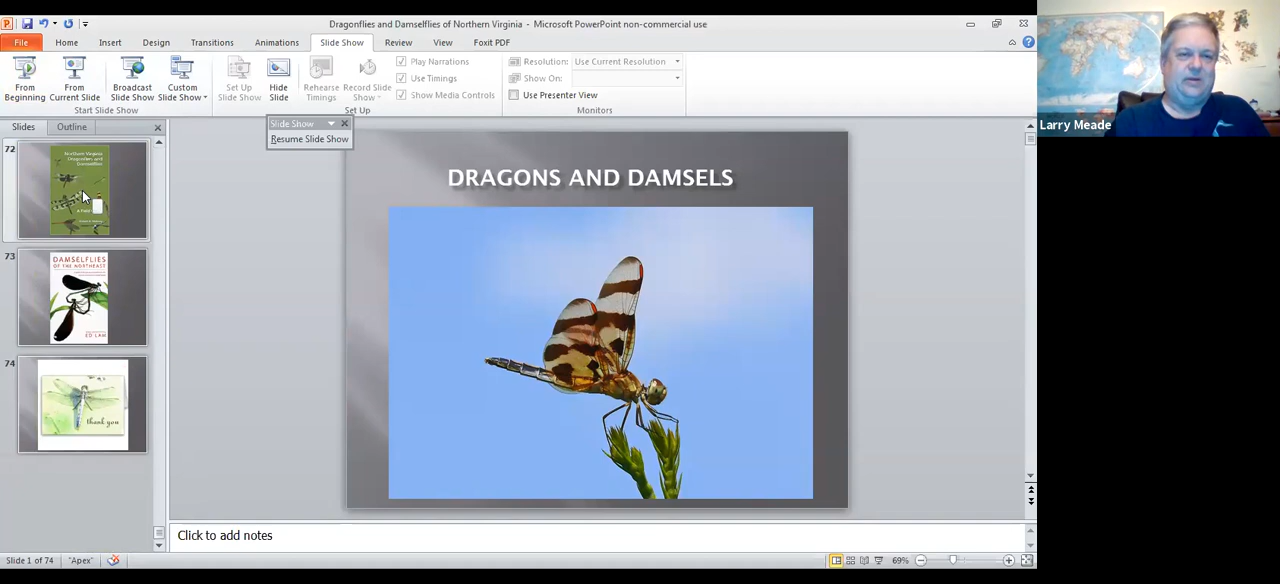 Dragonflies and Damselflies of Northern Virginia - Microsoft PowerPoint non-commercial use
File Home Insert Design Transitions Animations Slide Show Review View Foxit PDF
From Beginning
From Current Slide
Broadcast Slide Show
Custom Slide Show
Set Up Slide Show
Hide Slide
Rehearse Timings
Record Slide Show
Play Narrations
Use Timings
Show Media Controls
Resolution: Use Current Resolution
Show On:
Use Presenter View
Start Slide Show Set Up Monitors
Larry Meade
Slides Outline
Slide Show
Resume Slide Show
72
Northern Virginia
Dragonflies and
Damselflies
73
DAMSELFLIES
OF THE NORTHEAST
ED LAM
74
thank you
DRAGONS AND DAMSELS
Click to add notes
Slide 1 of 74 "Apex" 69%